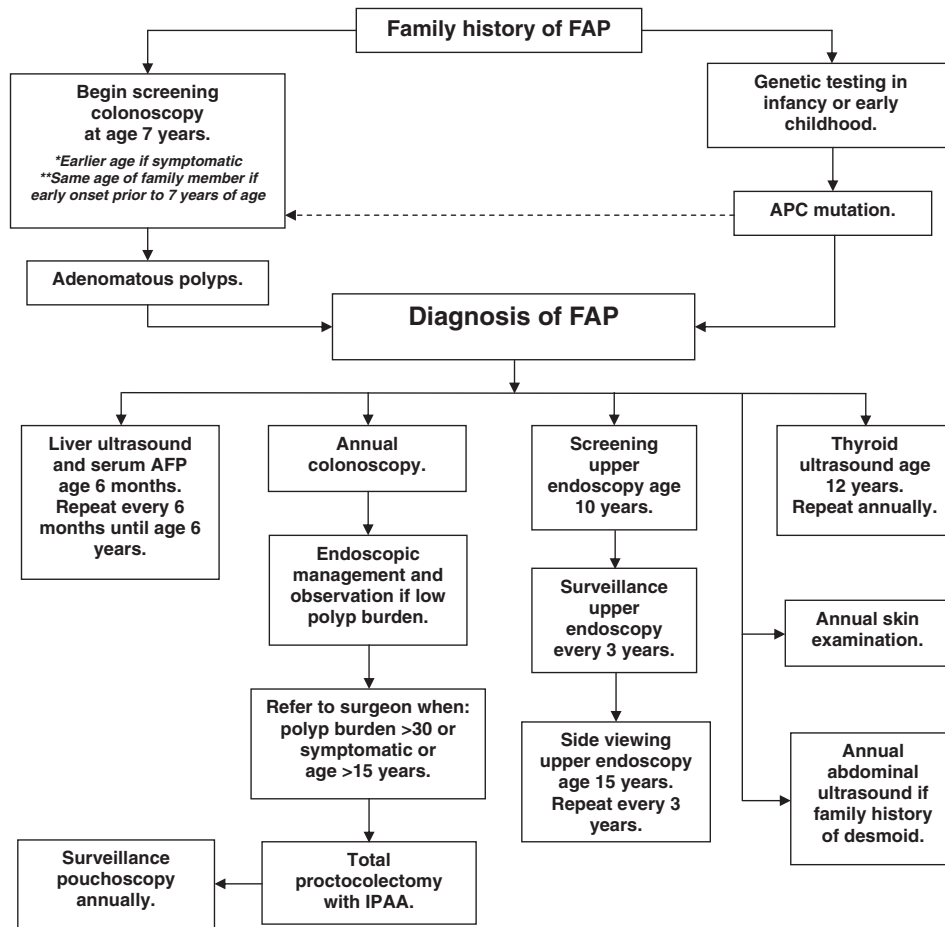 Family history of FAP
Begin screening
colonoscopy
at age 7 years.
*Earlier age if symptomatic
**Same age of family member if
early onset prior to 7 years of age
Genetic testing in
infancy or early
childhood.
APC mutation.
Adenomatous polyps.
Diagnosis of FAP
Liver ultrasound
and serum AFP
age 6 months.
Repeat every 6
months until age 6
years.
Annual
colonoscopy.
Endoscopic
management and
observation if low
polyp burden.
Refer to surgeon when:
polyp burden >30 or
symptomatic or
age >15 years.
Total
proctocolectomy
with IPAA.
Surveillance
pouchoscopy
annually.
Screening
upper
endoscopy age
10 years.
Surveillance
upper
endoscopy
every 3 years.
Side viewing
upper endoscopy
age 15 years.
Repeat every 3
years.
Thyroid
ultrasound age
12 years.
Repeat annually.
Annual skin
examination.
Annual
abdominal
ultrasound if
family history
of desmoid.